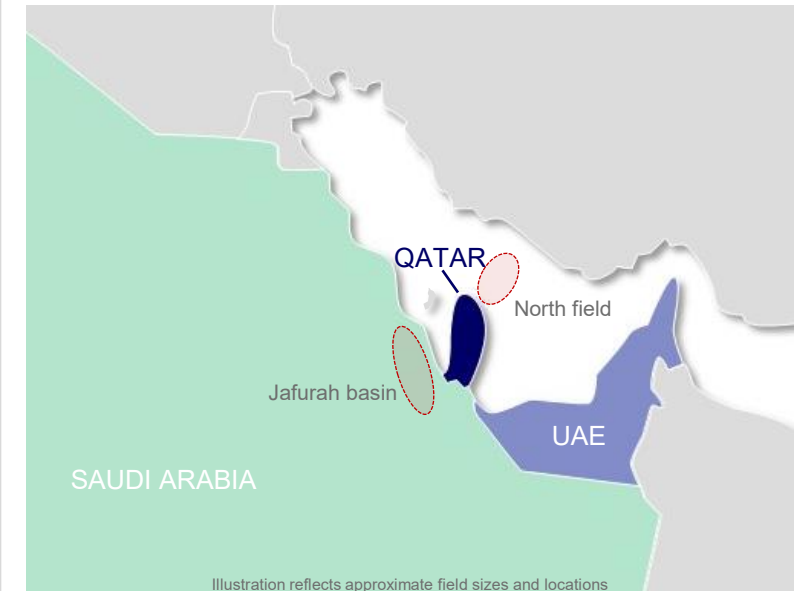 QATAR
North field
Jafurah basin
UAE
SAUDI ARABIA
Illustration reflects approximate field sizes and locations